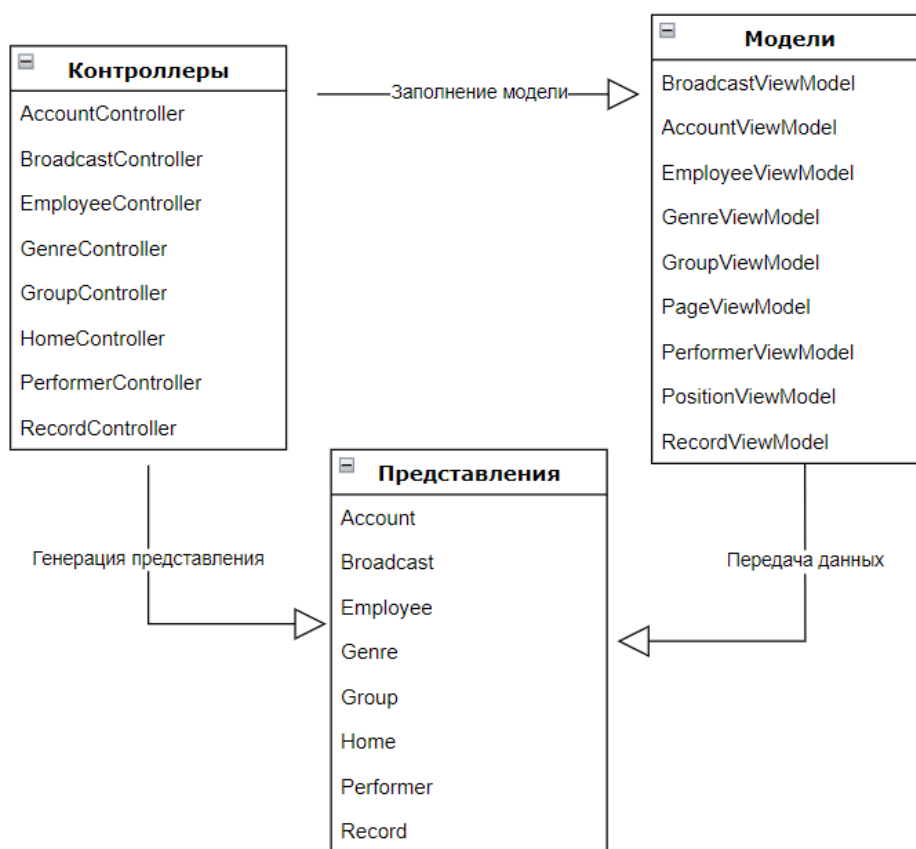 Контроллеры
AccountController
BroadcastController
EmployeeController
GenreController
GroupController
HomeController
PerformerController
RecordController
Заполнение модели
Модели
BroadcastViewModel
AccountViewModel
EmployeeViewModel
GenreViewModel
GroupViewModel
PageViewModel
PerformerViewModel
PositionViewModel
RecordViewModel
Генерация представления
Передача данных
Представления
Account
Broadcast
Employee
Genre
Group
Home
Performer
Record